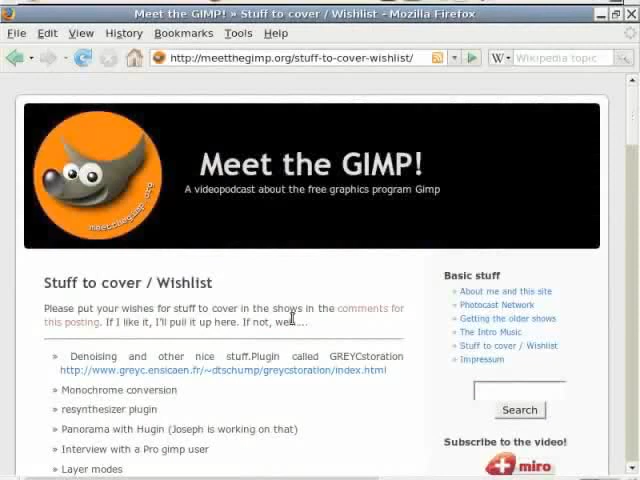 Meet the GIMP! » Stuff to cover / Wishlist - Mozilla Firefox
File Edit View History Bookmarks Tools Help
http://meetthegimp.org/stuff-to-cover-wishlist/
W Wikipedia topic
meetthegimp.org
Meet the GIMP!
A videopodcast about the free graphics program Gimp
Stuff to cover / Wishlist
Please put your wishes for stuff to cover in the shows in the comments for
this posting. If I like it, I'll pull it up here. If not, well....
» Denoising and other nice stuff.Plugin called GREYCstoration
http://www.greyc.ensicaen.fr/~dtschump/greycstoration/index.html
» Monochrome conversion
» resynthesizer plugin
» Panorama with Hugin (Joseph is working on that)
» Interview with a Pro gimp user
» Layer modes
Basic stuff
» About me and this site
» Photocast Network
» Getting the older shows
» The Intro Music
» Stuff to cover / Wishlist
» Impressum
Search
Subscribe to the video!
miro